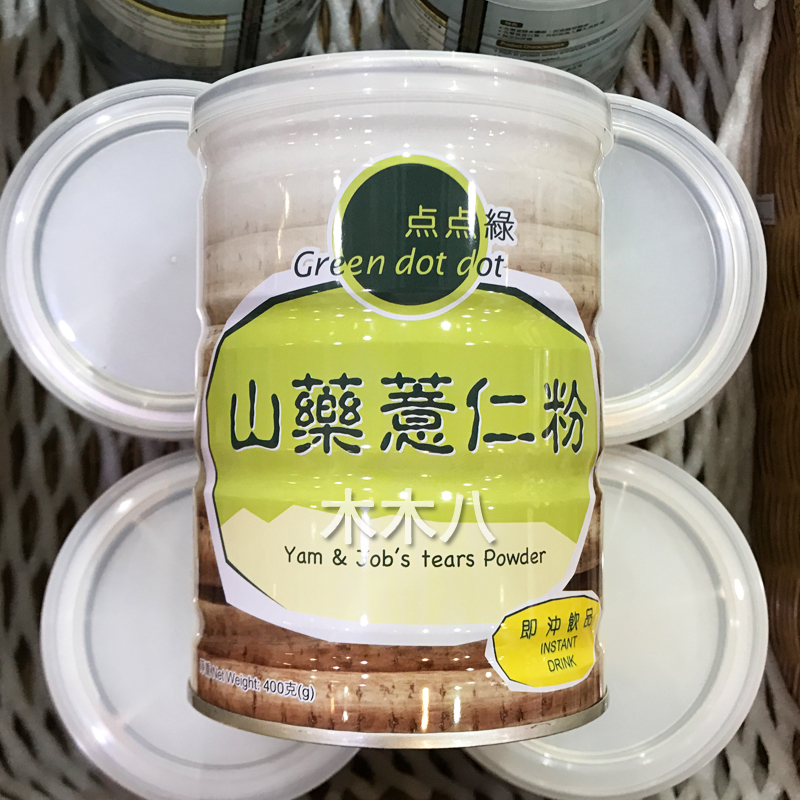 点点綠
Green dot dot
山藥薏仁粉
木木八
Yam & Job's tears Powder
即沖飲品
INSTANT
DRINK
Net Weight: 400克(g)